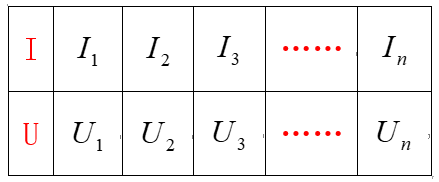 I I₁ I₂ I₃ …… Iₙ
U U₁ U₂ U₃ …… Uₙ